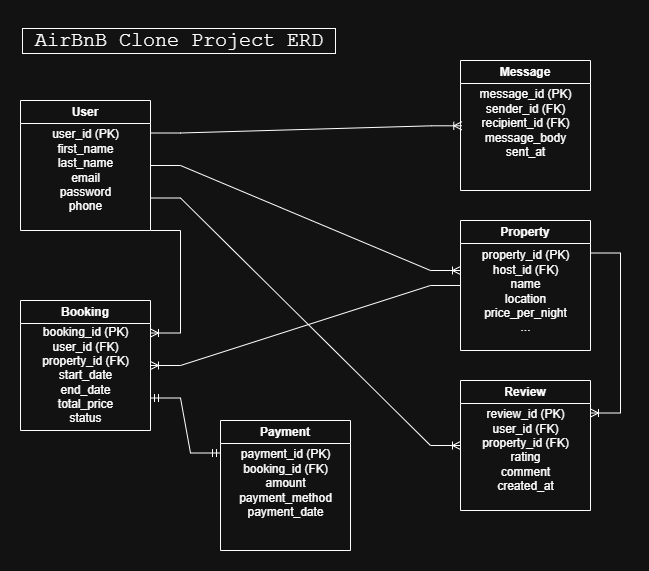 AirBnB Clone Project ERD
Message
message_id (PK)
sender_id (FK)
recipient_id (FK)
message_body
sent_at
User
user_id (PK)
first_name
last_name
email
password
phone
Property
property_id (PK)
host_id (FK)
name
location
price_per_night
...
Booking
booking_id (PK)
user_id (FK)
property_id (FK)
start_date
end_date
total_price
status
Review
review_id (PK)
user_id (FK)
property_id (FK)
rating
comment
created_at
Payment
payment_id (PK)
booking_id (FK)
amount
payment_method
payment_date